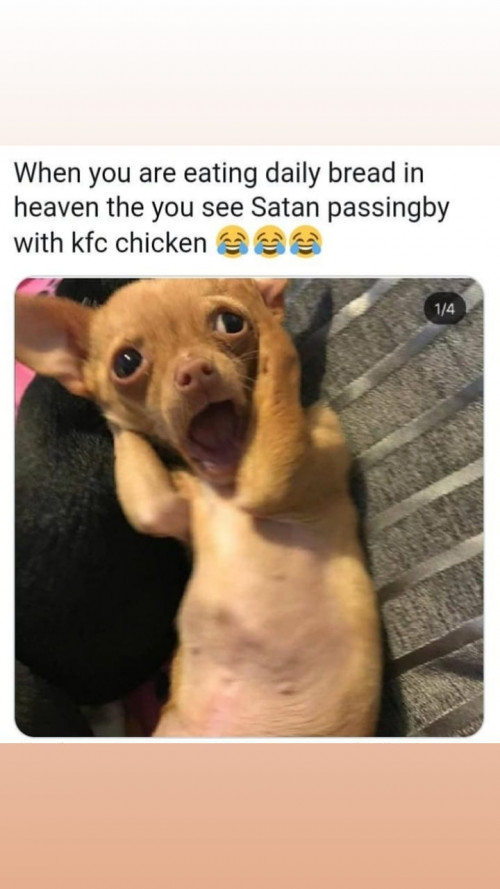 When you are eating daily bread in
heaven the you see Satan passingby
with kfc chicken 😂😂😂
1/4